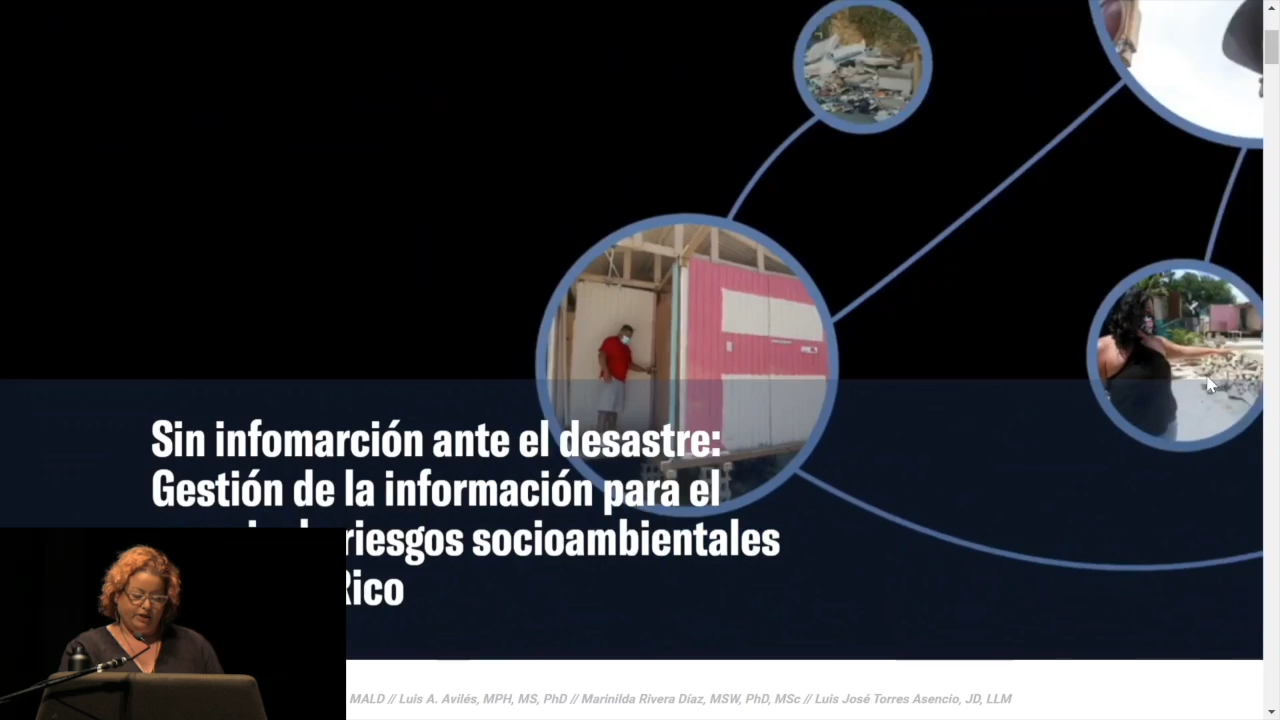 Sin infomarción ante el desastre:
Gestión de la información para el
riesgos socioambientales
Rico
MALD // Luis A. Avilés, MPH, MS, PhD // Marinilda Rivera Díaz, MSW, PhD, MSc // Luis José Torres Asencio, JD, LLM